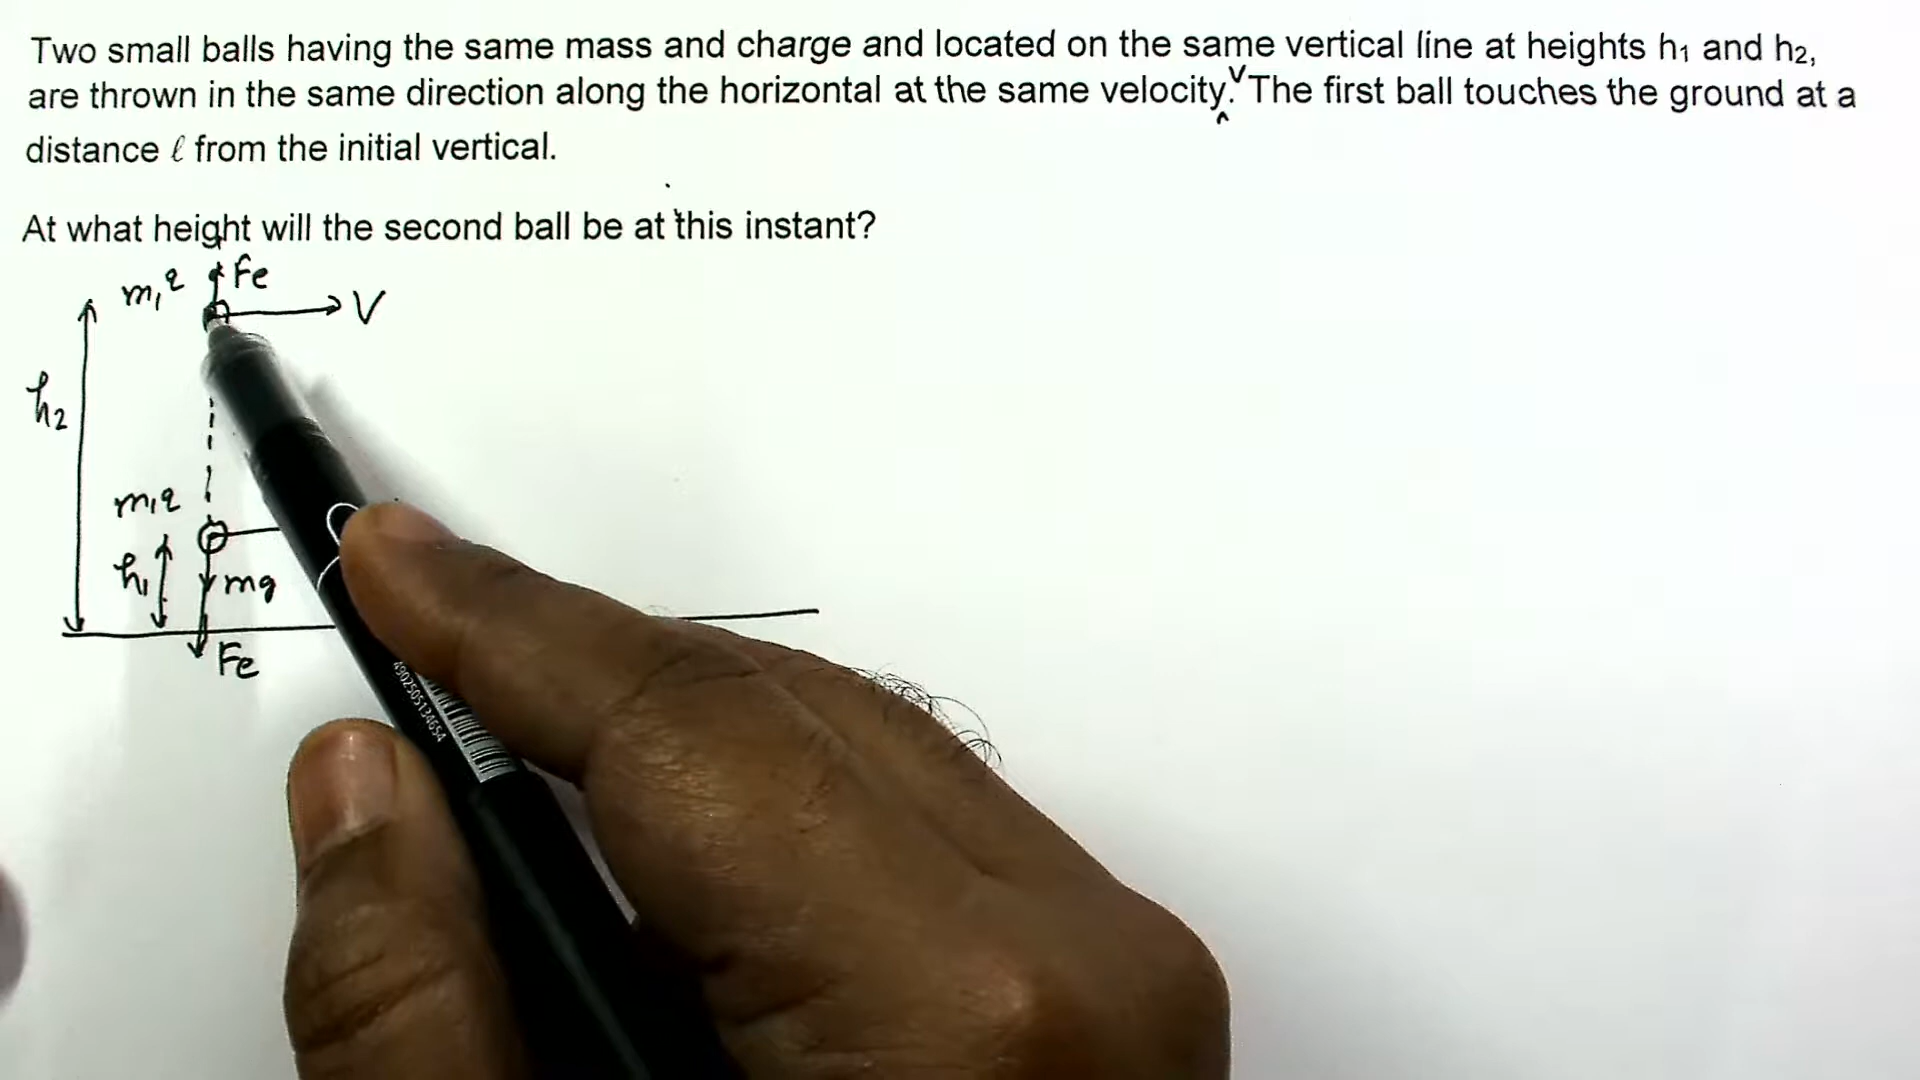 Two small balls having the same mass and charge and located on the same vertical line at heights h₁ and h₂,
are thrown in the same direction along the horizontal at the same velocity. V The first ball touches the ground at a
distance ℓ from the initial vertical.
At what height will the second ball be at this instant?
m, q Fe
V
h₂
m, q
h₁
mg
Fe
4902505134654